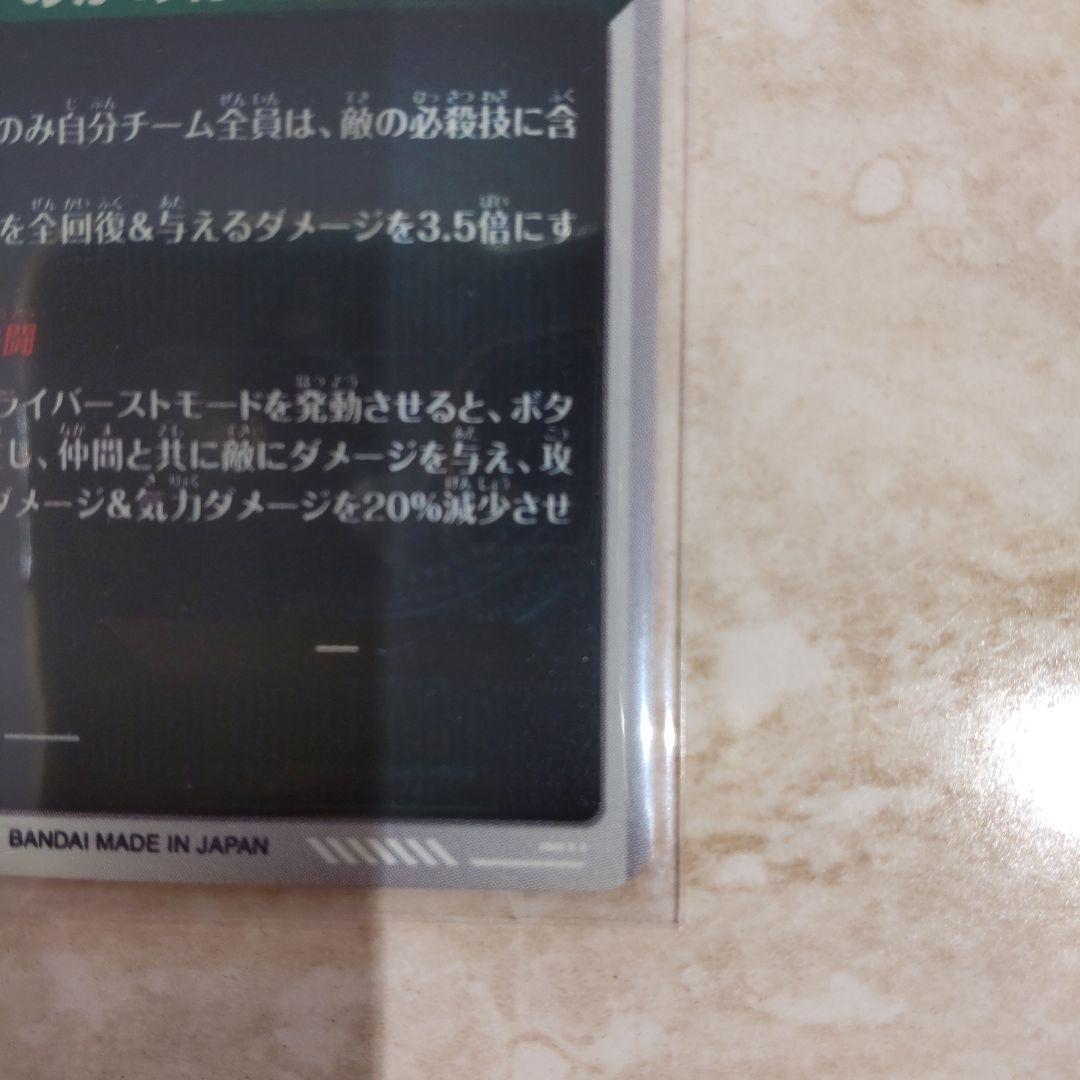 のみ自分チーム全員は、敵の必殺技に含
を全回復&与えるダメージを3.5倍にす
闘
ライバーストモードを発動させると、ボタ
し、仲間と共に敵にダメージを与え、攻
ダメージ&気力ダメージを20%減少させ
BANDAI MADE IN JAPAN